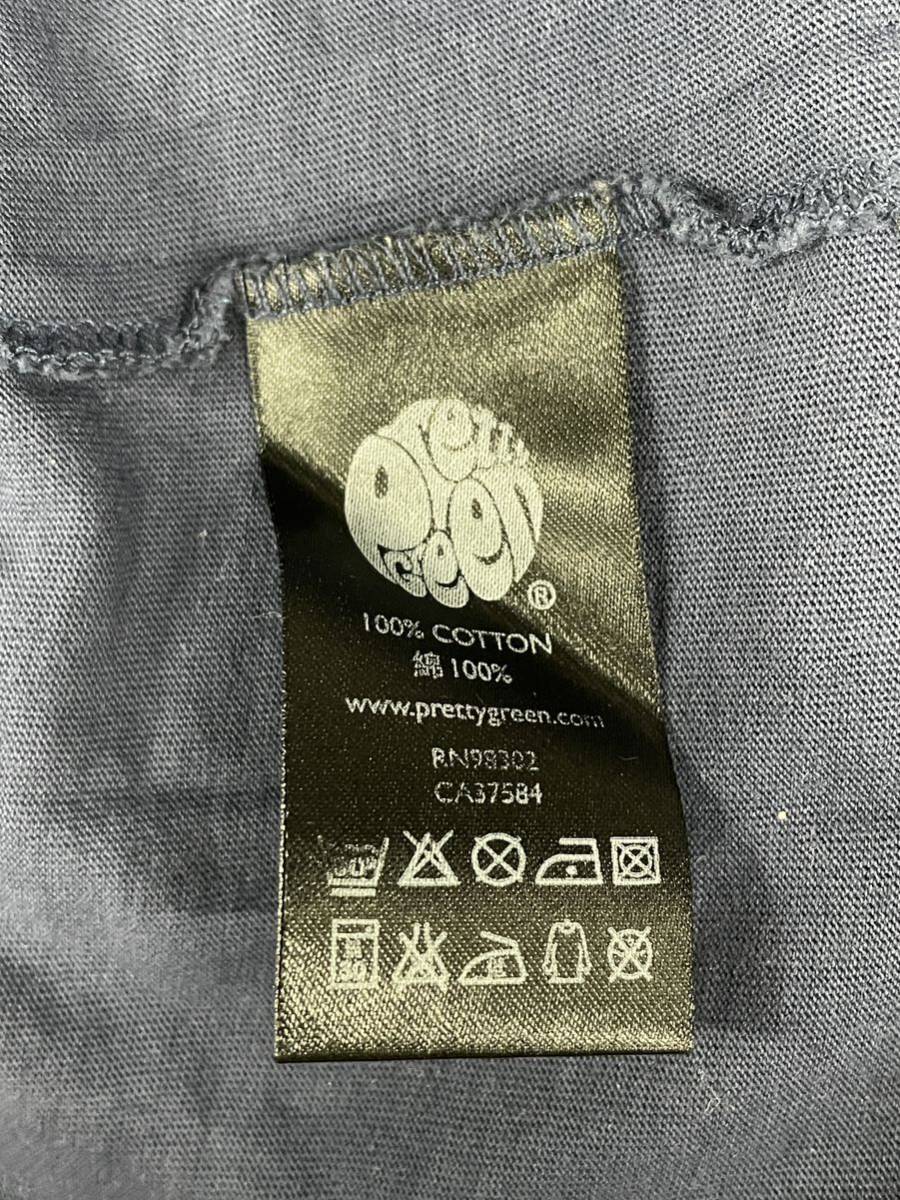 Pretty
Green
®
100% COTTON
綿 100%
www.prettygreen.com
RN98302
CA37584